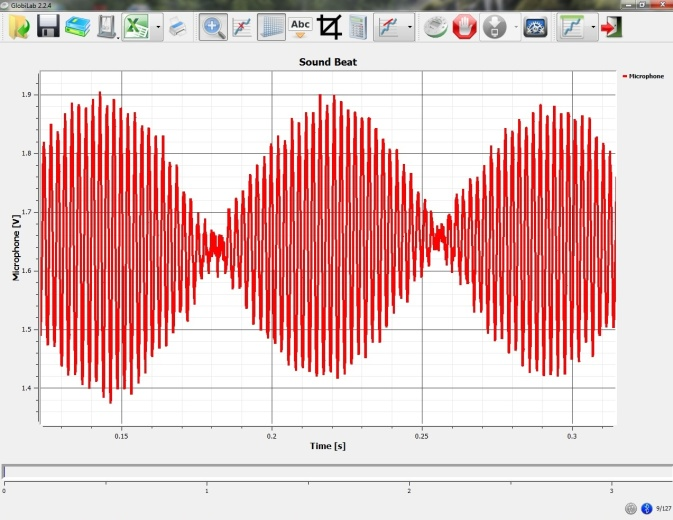 GlobiLab 2.2.4
Abc
Sound Beat
Microphone
1.9
1.8
1.7
1.6
1.5
1.4
Microphone [V]
0.15 0.2 0.25 0.3
Time [s]
0 1 2 3
9/127